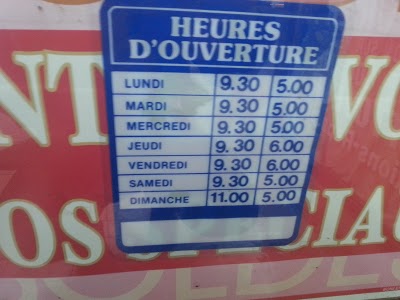 HEURES
D'OUVERTURE
LUNDI 9.30 5.00
MARDI 9.30 5.00
MERCREDI 9.30 5.00
JEUDI 9.30 6.00
VENDREDI 9.30 6.00
SAMEDI 9.30 5.00
DIMANCHE 11.00 5.00